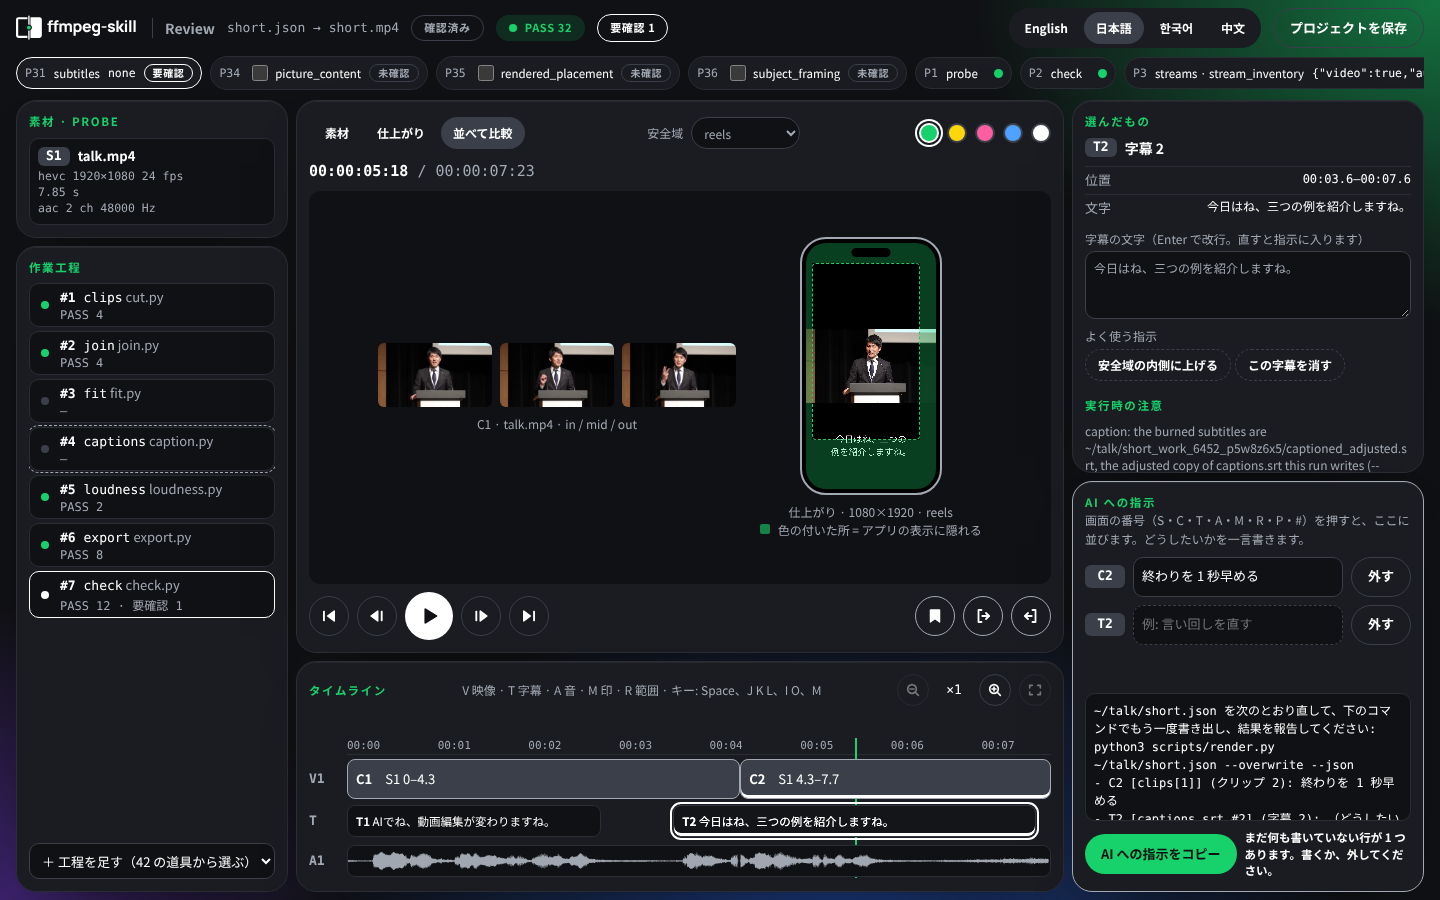 ffmpeg-skill
Review short.json → short.mp4 確認済み PASS 32 要確認 1
English 日本語 한국어 中文 プロジェクトを保存
P31 subtitles none 要確認
P34 picture_content 未確認
P35 rendered_placement 未確認
P36 subject_framing 未確認
P1 probe
P2 check
P3 streams · stream_inventory {"video":true,"a
素材 · PROBE
S1 talk.mp4
hevc 1920×1080 24 fps
7.85 s
aac 2 ch 48000 Hz
作業工程
#1 clips cut.py
PASS 4
#2 join join.py
PASS 4
#3 fit fit.py
—
#4 captions caption.py
—
#5 loudness loudness.py
PASS 2
#6 export export.py
PASS 8
#7 check check.py
PASS 12 · 要確認 1
＋ 工程を足す（42 の道具から選ぶ）
素材 仕上がり 並べて比較
安全域 reels
00:00:05:18 / 00:00:07:23
C1 · talk.mp4 · in / mid / out
今日はね、三つの
例を紹介しますね。
仕上がり · 1080×1920 · reels
色の付いた所 = アプリの表示に隠れる
タイムライン
V 映像 · T 字幕 · A 音 · M 印 · R 範囲 · キー: Space、J K L、I O、M
×1
00:00 00:01 00:02 00:03 00:04 00:05 00:06 00:07
V1 C1 S1 0–4.3 C2 S1 4.3–7.7
T T1 AIでね、動画編集が変わりますね。 T2 今日はね、三つの例を紹介しますね。
A1
選んだもの
T2 字幕 2
位置 00:03.6–00:07.6
文字 今日はね、三つの例を紹介しますね。
字幕の文字（Enter で改行。直すと指示に入ります）
今日はね、三つの例を紹介しますね。
よく使う指示
安全域の内側に上げる この字幕を消す
実行時の注意
caption: the burned subtitles are
~/talk/short_work_6452_p5w8z6x5/captioned_adjusted.s
rt, the adjusted copy of captions.srt this run writes (--
AI への指示
画面の番号（S・C・T・A・M・R・P・#）を押すと、ここに
並びます。どうしたいかを一言書きます。
C2 終わりを 1 秒早める 外す
T2 例: 言い回しを直す 外す
~/talk/short.json を次のとおり直して、下のコマ
ンドでもう一度書き出し、結果を報告してください:
python3 scripts/render.py
~/talk/short.json --overwrite --json
- C2 [clips[1]] (クリップ 2): 終わりを 1 秒早
める
- T2 [captions.srt #2] (字幕 2): （どうしたい
AI への指示をコピー
まだ何も書いていない行が 1 つ
あります。書くか、外してくだ
さい。